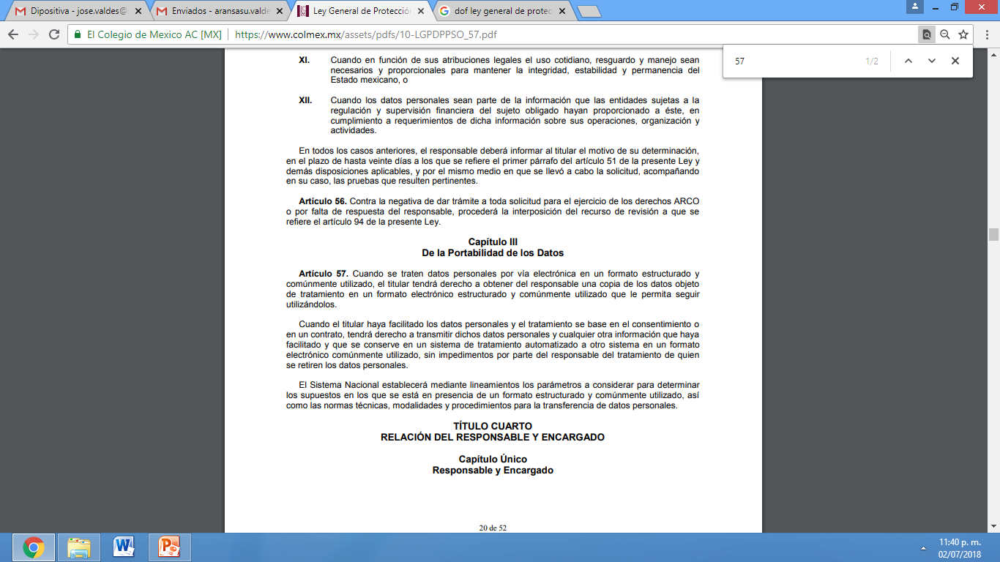 Dipositiva - jose.valdes@
Enviados - aransasu.valde
Ley General de Protecció
dof ley general de protec
El Colegio de Mexico AC [MX]
https://www.colmex.mx/assets/pdfs/10-LGPDPPSO_57.pdf
57
1/2
XI. Cuando en función de sus atribuciones legales el uso cotidiano, resguardo y manejo sean
necesarios y proporcionales para mantener la integridad, estabilidad y permanencia del
Estado mexicano, o
XII. Cuando los datos personales sean parte de la información que las entidades sujetas a la
regulación y supervisión financiera del sujeto obligado hayan proporcionado a éste, en
cumplimiento a requerimientos de dicha información sobre sus operaciones, organización y
actividades.
En todos los casos anteriores, el responsable deberá informar al titular el motivo de su determinación,
en el plazo de hasta veinte días a los que se refiere el primer párrafo del artículo 51 de la presente Ley y
demás disposiciones aplicables, y por el mismo medio en que se llevó a cabo la solicitud, acompañando
en su caso, las pruebas que resulten pertinentes.
Artículo 56. Contra la negativa de dar trámite a toda solicitud para el ejercicio de los derechos ARCO
o por falta de respuesta del responsable, procederá la interposición del recurso de revisión a que se
refiere el artículo 94 de la presente Ley.
Capítulo III
De la Portabilidad de los Datos
Artículo 57. Cuando se traten datos personales por vía electrónica en un formato estructurado y
comúnmente utilizado, el titular tendrá derecho a obtener del responsable una copia de los datos objeto
de tratamiento en un formato electrónico estructurado y comúnmente utilizado que le permita seguir
utilizándolos.
Cuando el titular haya facilitado los datos personales y el tratamiento se base en el consentimiento o
en un contrato, tendrá derecho a transmitir dichos datos personales y cualquier otra información que haya
facilitado y que se conserve en un sistema de tratamiento automatizado a otro sistema en un formato
electrónico comúnmente utilizado, sin impedimentos por parte del responsable del tratamiento de quien
se retiren los datos personales.
El Sistema Nacional establecerá mediante lineamientos los parámetros a considerar para determinar
los supuestos en los que se está en presencia de un formato estructurado y comúnmente utilizado, así
como las normas técnicas, modalidades y procedimientos para la transferencia de datos personales.
TÍTULO CUARTO
RELACIÓN DEL RESPONSABLE Y ENCARGADO
Capítulo Único
Responsable y Encargado
20 de 52
11:40 p. m.
02/07/2018